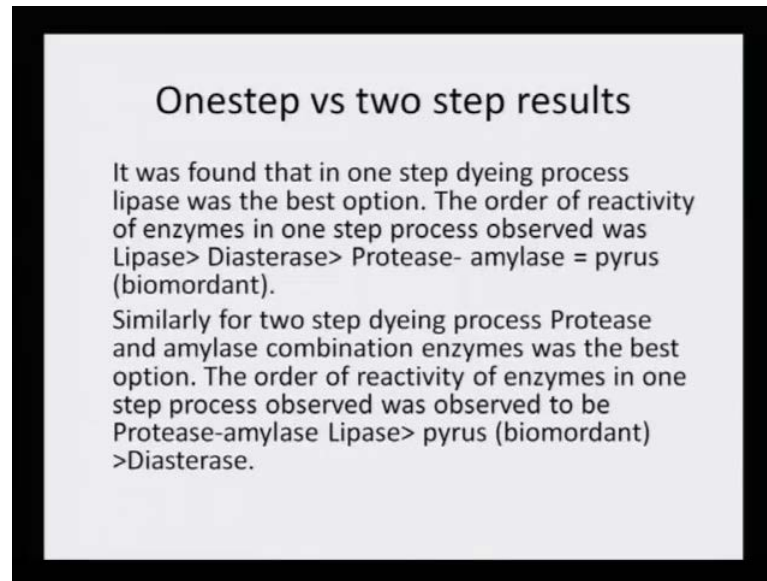 Onestep vs two step results
It was found that in one step dyeing process
lipase was the best option. The order of reactivity
of enzymes in one step process observed was
Lipase> Diasterase> Protease- amylase = pyrus
(biomordant).
Similarly for two step dyeing process Protease
and amylase combination enzymes was the best
option. The order of reactivity of enzymes in one
step process observed was observed to be
Protease-amylase Lipase> pyrus (biomordant)
>Diasterase.